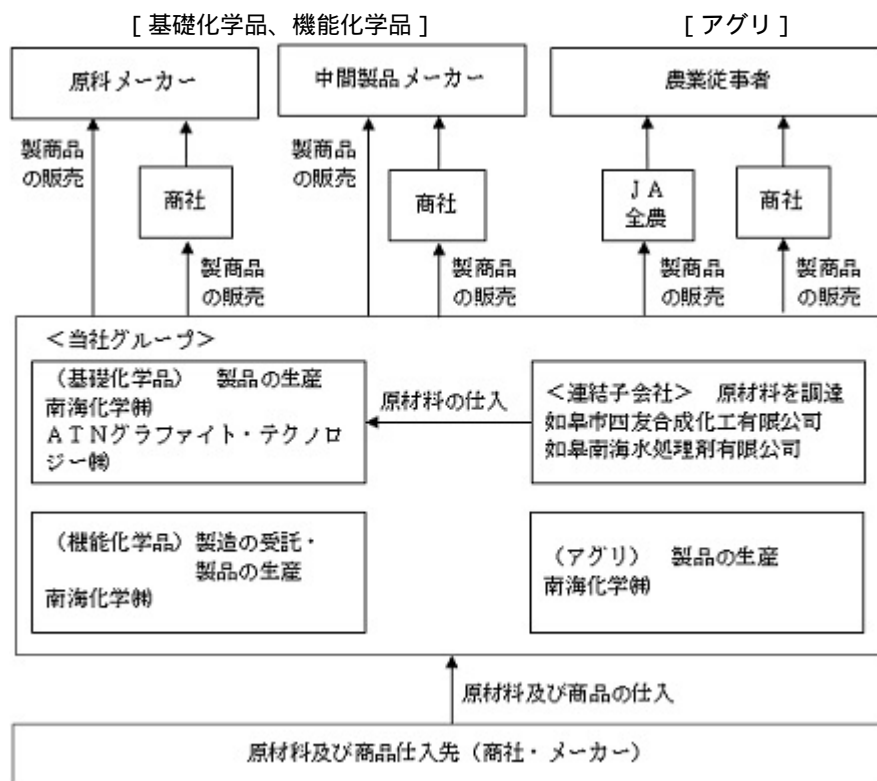 [ 基礎化学品、機能化学品 ]
[ アグリ ]
原料メーカー
中間製品メーカー
農業従事者
製商品
の販売
商社
製商品
の販売
商社
ＪＡ
全農
商社
製商品
の販売
製商品
の販売
製商品
の販売
製商品
の販売
＜当社グループ＞
（基礎化学品）　製品の生産
南海化学㈱
ＡＴＮグラファイト・テクノロ
ジー㈱
原材料の仕入
＜連結子会社＞　原材料を調達
如皐市四友合成化工有限公司
如皐南海水処理剤有限公司
（機能化学品）製造の受託・
製品の生産
南海化学㈱
（アグリ）　製品の生産
南海化学㈱
原材料及び商品の仕入
原材料及び商品仕入先（商社・メーカー）